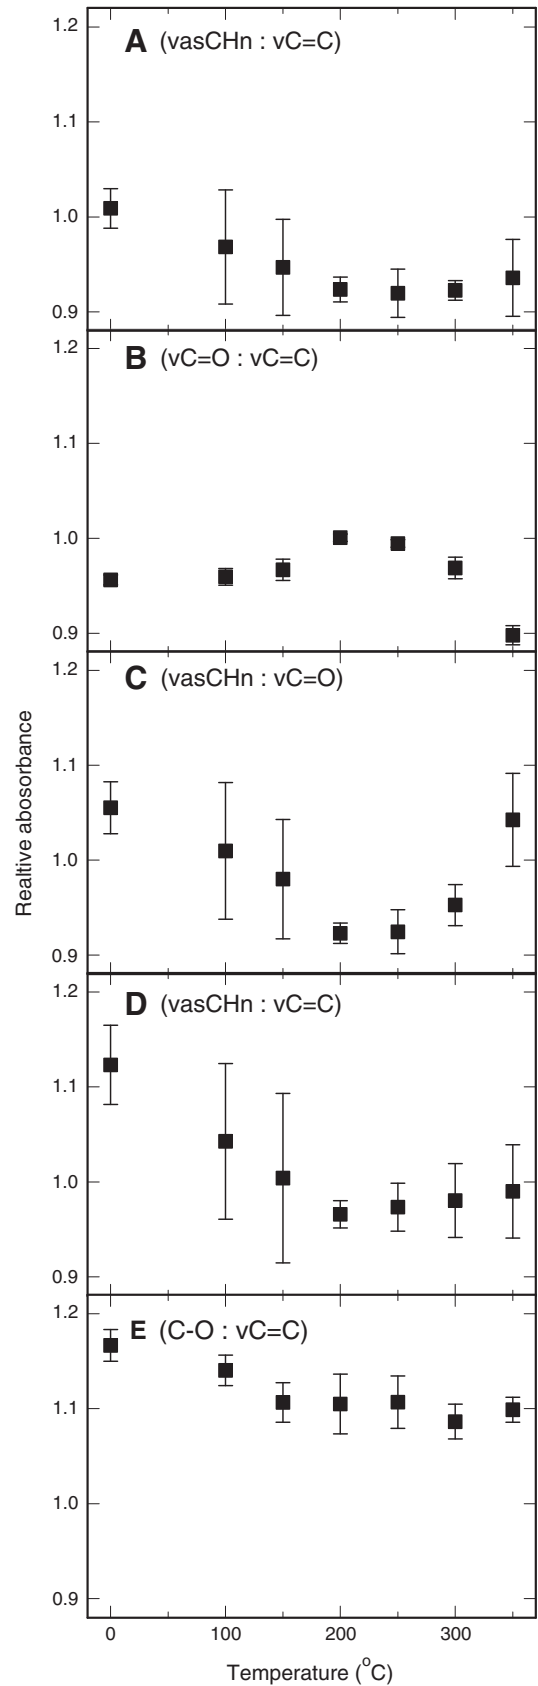 1.2
A (vasCHn : vC=C)
1.1
1.0
0.9
1.2
B (vC=O : vC=C)
1.1
1.0
0.9
1.2
C (vasCHn : vC=O)
1.1
1.0
0.9
Realtive abosorbance
1.2
D (vasCHn : vC=C)
1.1
1.0
0.9
1.2
E (C-O : vC=C)
1.1
1.0
0.9
0 100 200 300
Temperature (°C)